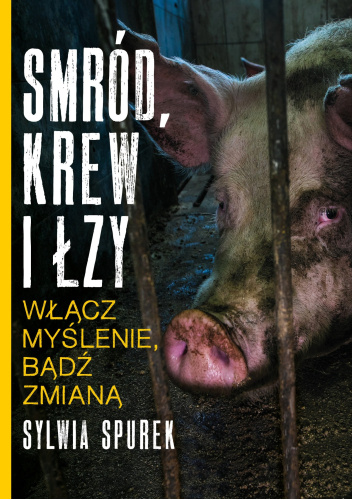 SMRÓD,
KREW
I ŁZY
WŁĄCZ
MYŚLENIE,
BĄDŹ
ZMIANĄ
SYLWIA SPUREK